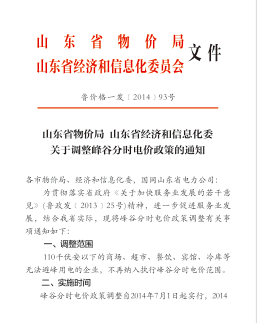 山东省物价局
山东省经济和信息化委员会
文件
鲁价格一发〔2014〕93号
山东省物价局 山东省经济和信息化委
关于调整峰谷分时电价政策的通知
各市物价局、经济和信息化委，国网山东省电力公司：
为贯彻落实省政府《关于加快服务业发展的若干意
见》(鲁政发〔2013〕25号)精神，进一步促进服务业发
展，结合我省实际，现将峰谷分时电价政策调整有关事
项通知如下：
一、调整范围
110千伏安以下的商场、超市、餐饮、宾馆、冷库等
无法避峰用电的企业，不再纳入执行峰谷分时电价范围。
二、实施时间
峰谷分时电价政策调整自2014年7月1日起实行，2014